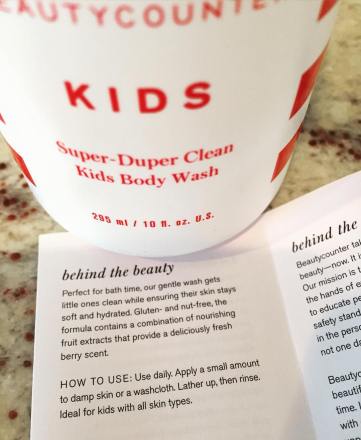 BEAUTYCOUNTER
KIDS
Super-Duper Clean
Kids Body Wash
295 ml / 10 fl. oz. U.S.
behind the beauty
Perfect for bath time, our gentle wash gets
little ones clean while ensuring their skin stays
soft and hydrated. Gluten- and nut-free, the
formula contains a combination of nourishing
fruit extracts that provide a deliciously fresh
berry scent.
HOW TO USE: Use daily. Apply a small amount
to damp skin or a washcloth. Lather up, then rinse.
Ideal for kids with all skin types.
behind the
Beautycounter
beauty—now. It i
Our mission is
the hands of e
to educate pe
safety stand
in the person
not one da
Beautyc
beautif
time. I
with